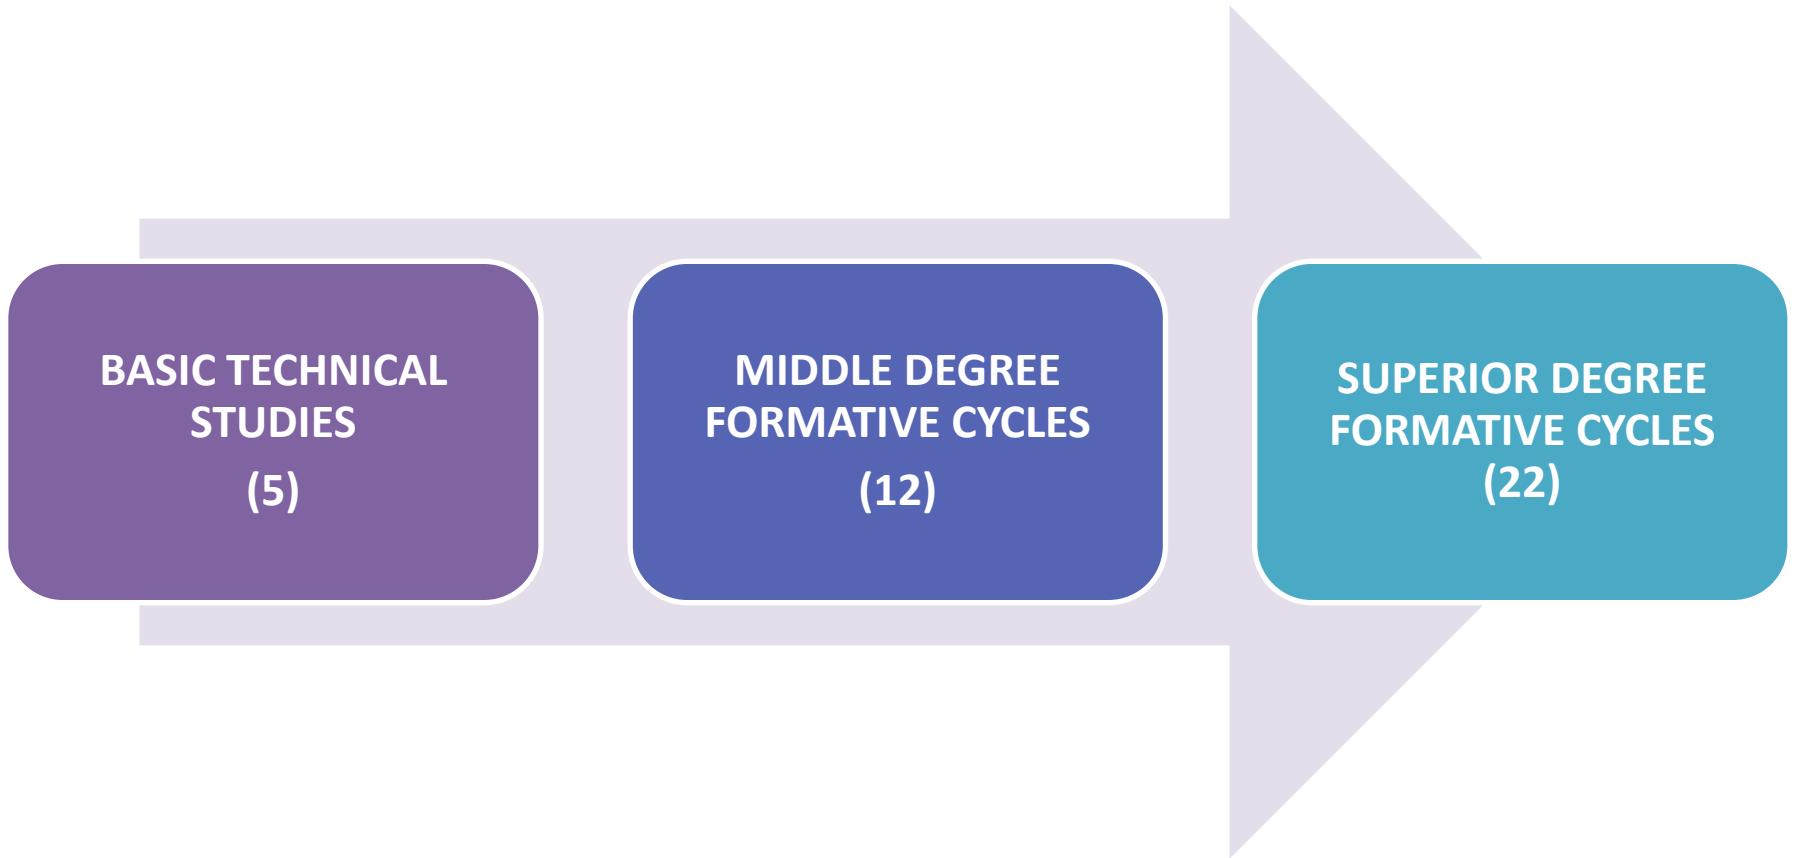 BASIC TECHNICAL
STUDIES
(5)
MIDDLE DEGREE
FORMATIVE CYCLES
(12)
SUPERIOR DEGREE
FORMATIVE CYCLES
(22)